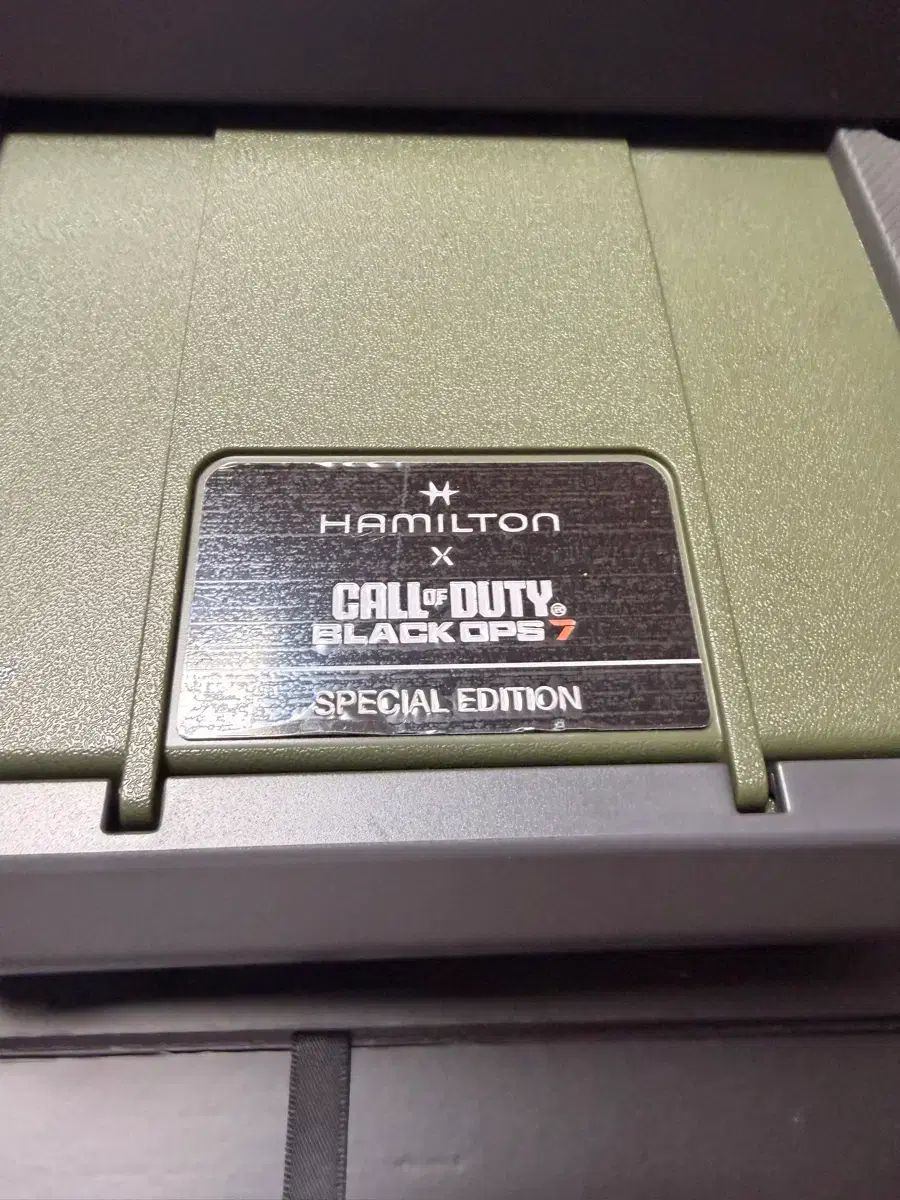 HAMILTON
X
CALL OF DUTY®
BLACK OPS 7
SPECIAL EDITION